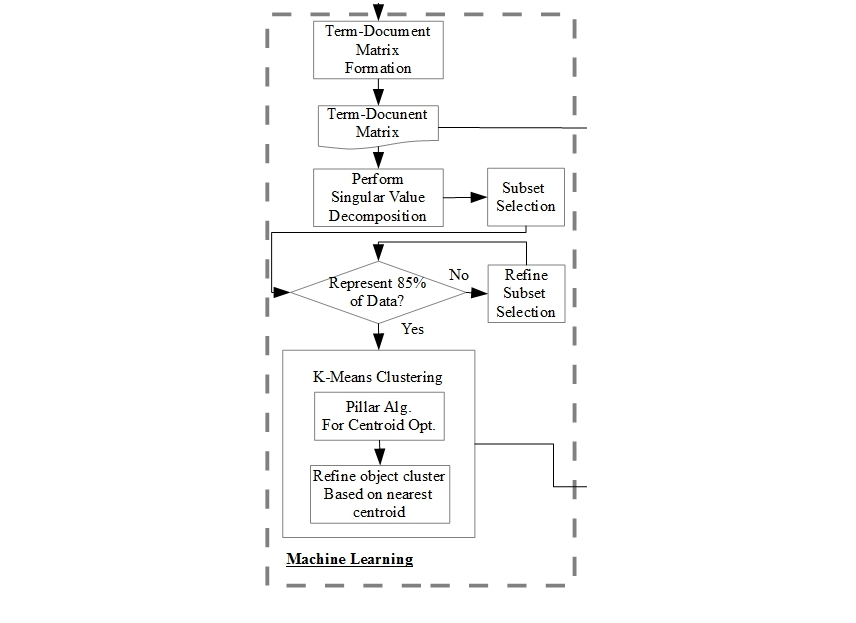 Term-Document
Matrix
Formation
Term-Docunent
Matrix
Perform
Singular Value
Decomposition
Subset
Selection
Represent 85%
of Data?
No
Refine
Subset
Selection
Yes
K-Means Clustering
Pillar Alg.
For Centroid Opt.
Refine object cluster
Based on nearest
centroid
Machine Learning